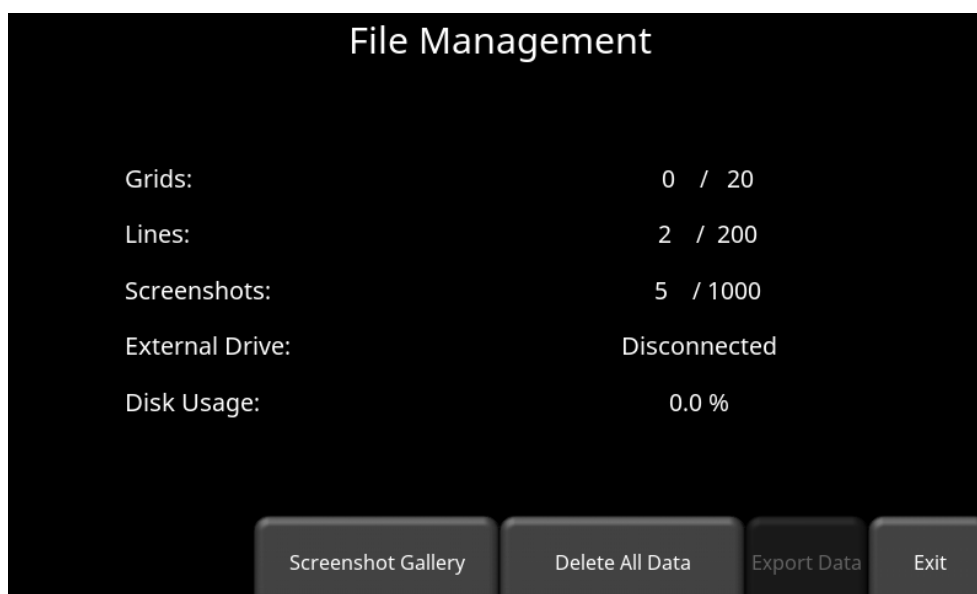 File Management
Grids: 0 / 20
Lines: 2 / 200
Screenshots: 5 / 1000
External Drive: Disconnected
Disk Usage: 0.0 %
Screenshot Gallery Delete All Data Export Data Exit